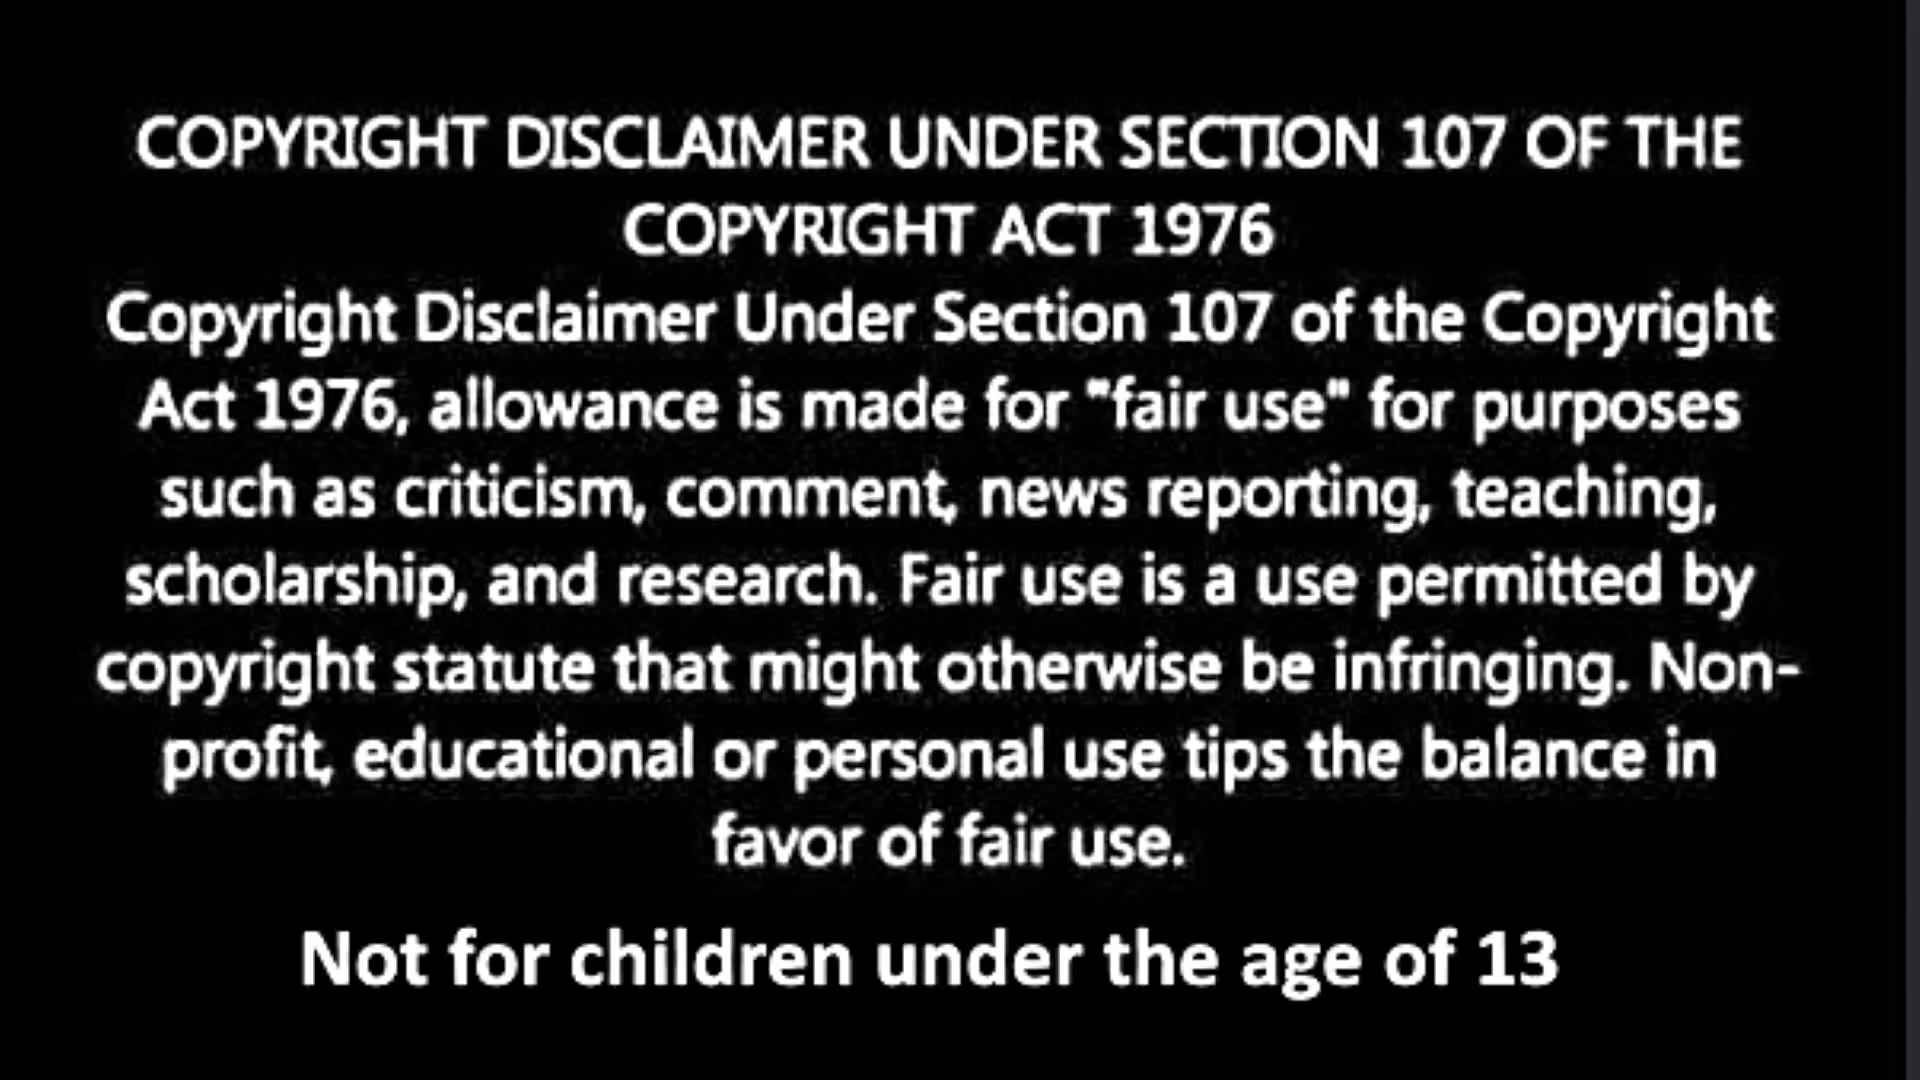 COPYRIGHT DISCLAIMER UNDER SECTION 107 OF THE
COPYRIGHT ACT 1976
Copyright Disclaimer Under Section 107 of the Copyright
Act 1976, allowance is made for "fair use" for purposes
such as criticism, comment, news reporting, teaching,
scholarship, and research. Fair use is a use permitted by
copyright statute that might otherwise be infringing. Non-
profit, educational or personal use tips the balance in
favor of fair use.
Not for children under the age of 13